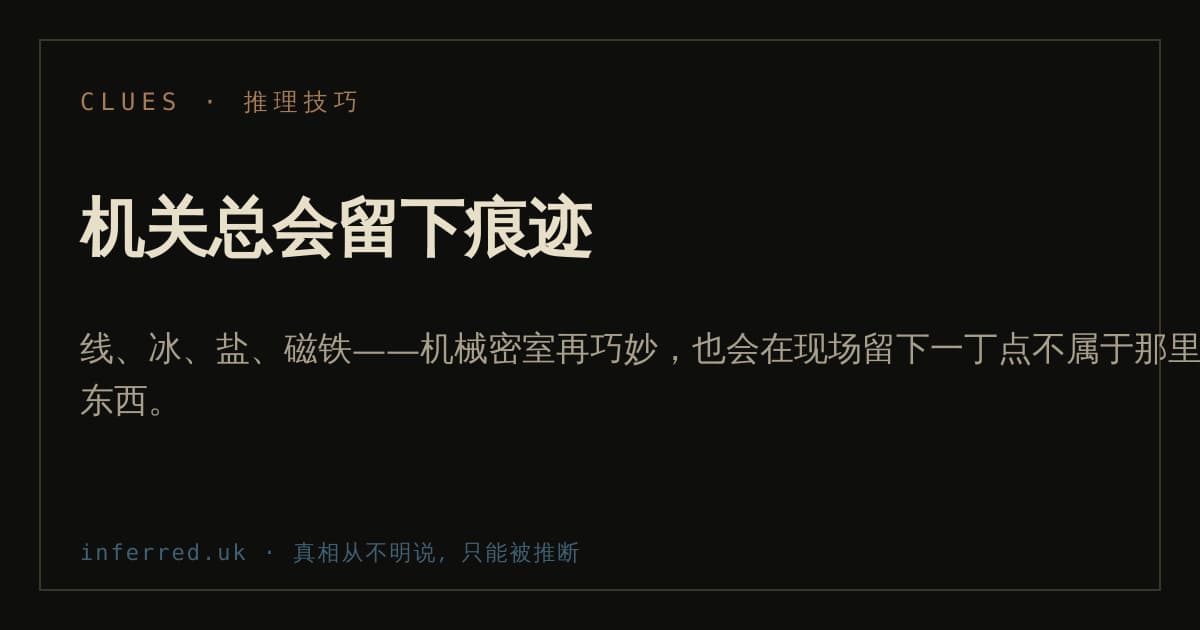 CLUES · 推理技巧
机关总会留下痕迹
线、冰、盐、磁铁——机械密室再巧妙，也会在现场留下一丁点不属于那里
东西。
inferred.uk · 真相从不明说, 只能被推断